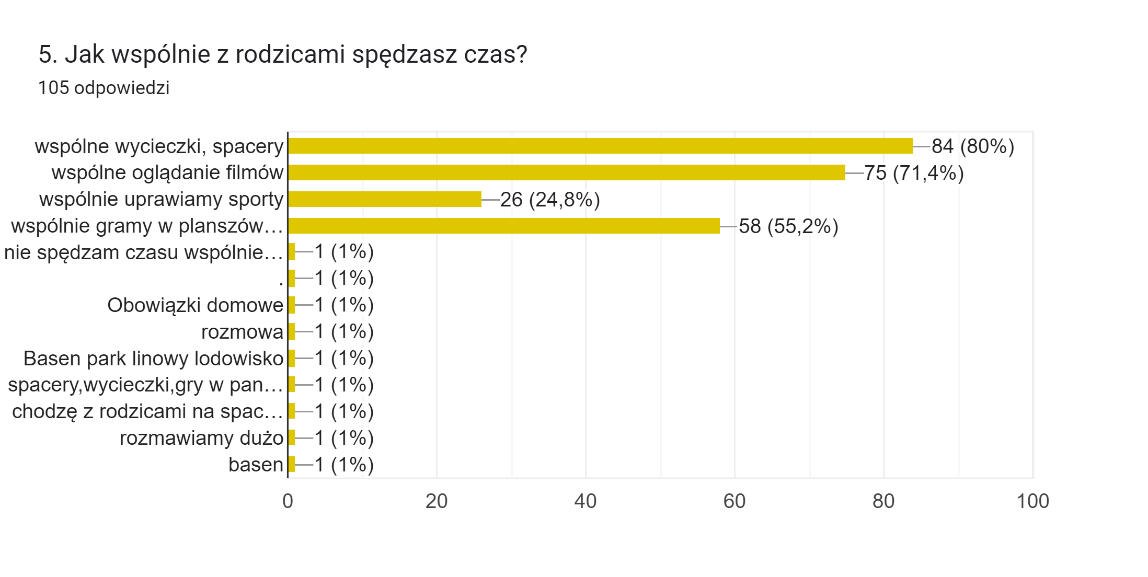 5. Jak wspólnie z rodzicami spędzasz czas?
105 odpowiedzi
wspólne wycieczki, spacery 84 (80%)
wspólne oglądanie filmów 75 (71,4%)
wspólnie uprawiamy sporty 26 (24,8%)
wspólnie gramy w planszów… 58 (55,2%)
nie spędzam czasu wspólnie… 1 (1%)
. 1 (1%)
Obowiązki domowe 1 (1%)
rozmowa 1 (1%)
Basen park linowy lodowisko 1 (1%)
spacery,wycieczki,gry w pan… 1 (1%)
chodzę z rodzicami na spac… 1 (1%)
rozmawiamy dużo 1 (1%)
basen 1 (1%)
0 20 40 60 80 100